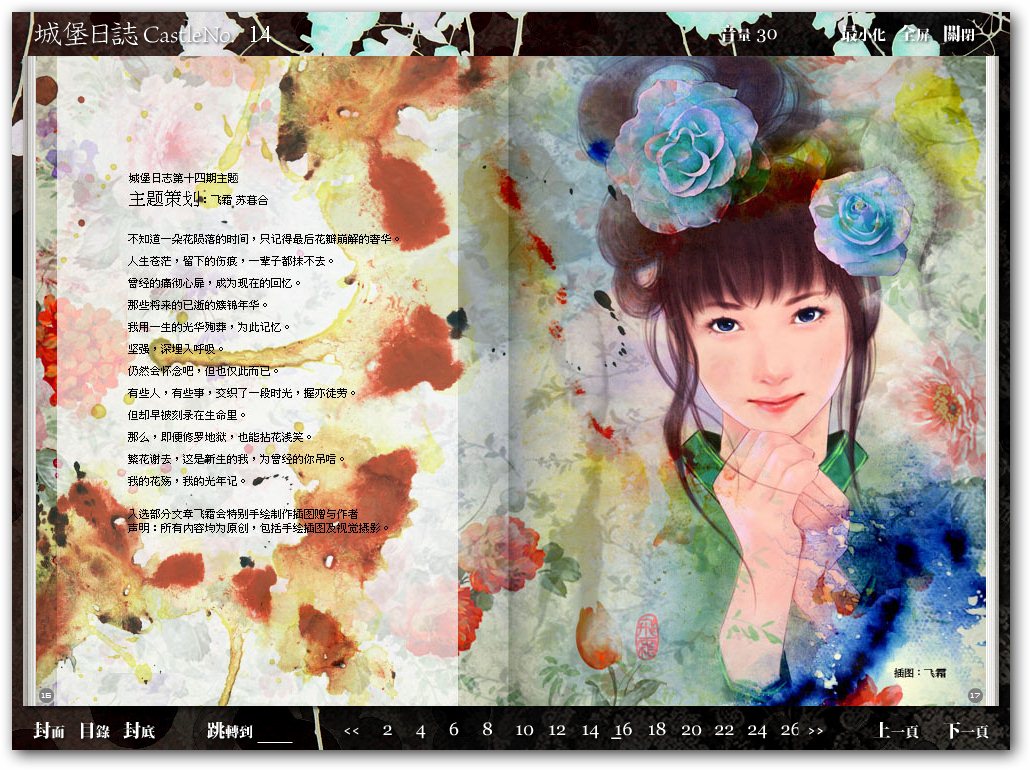 城堡日誌 CastleNo. 14
音量 30
最小化 全屏 關閉
城堡日志第十四期主题
主题策划：飞霜 苏暮合
不知道一朵花陨落的时间，只记得最后花瓣崩解的奢华。
人生苍茫，留下的伤痕，一辈子都抹不去。
曾经的痛彻心扉，成为现在的回忆。
那些将来的已逝的簇锦年华。
我用一生的光华殉葬，为此记忆。
坚强，深埋入呼吸。
仍然会怀念吧，但也仅此而已。
有些人，有些事，交织了一段时光，握亦徒劳。
但却早被刻录在生命里。
那么，即便修罗地狱，也能拈花浅笑。
繁花谢去，这是新生的我，为曾经的你吊唁。
我的花殇，我的光年记。
入选部分文章飞霜会特别手绘制作插图赠与作者
声明：所有内容均为原创，包括手绘插图及视觉摄影。
插图：飞霜
16
17
封面 目錄 封底
跳轉到
<< 2 4 6 8 10 12 14 16 18 20 22 24 26 >>
上一頁 下一頁